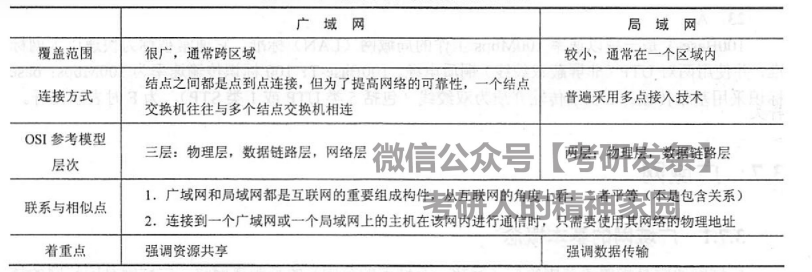 广域网 局域网
覆盖范围 很广，通常跨区域 较小，通常在一个区域内
连接方式 结点之间都是点到点连接，但为了提高网络的可靠性，一个结点
交换机往往与多个结点交换机相连 普遍采用多点接入技术
OSI 参考模型
层次 三层：物理层，数据链路层，网络层 两层：物理层，数据链路层
微信公众号【考研发条】
联系与相似点 1．广域网和局域网都是互联网的重要组成构件，从互联网的角度上看，二者平等（不是包含关系）
考研人的精神家园
2．连接到一个广域网或一个局域网上的主机在该网内进行通信时，只需要使用其网络的物理地址
着重点 强调资源共享 强调数据传输